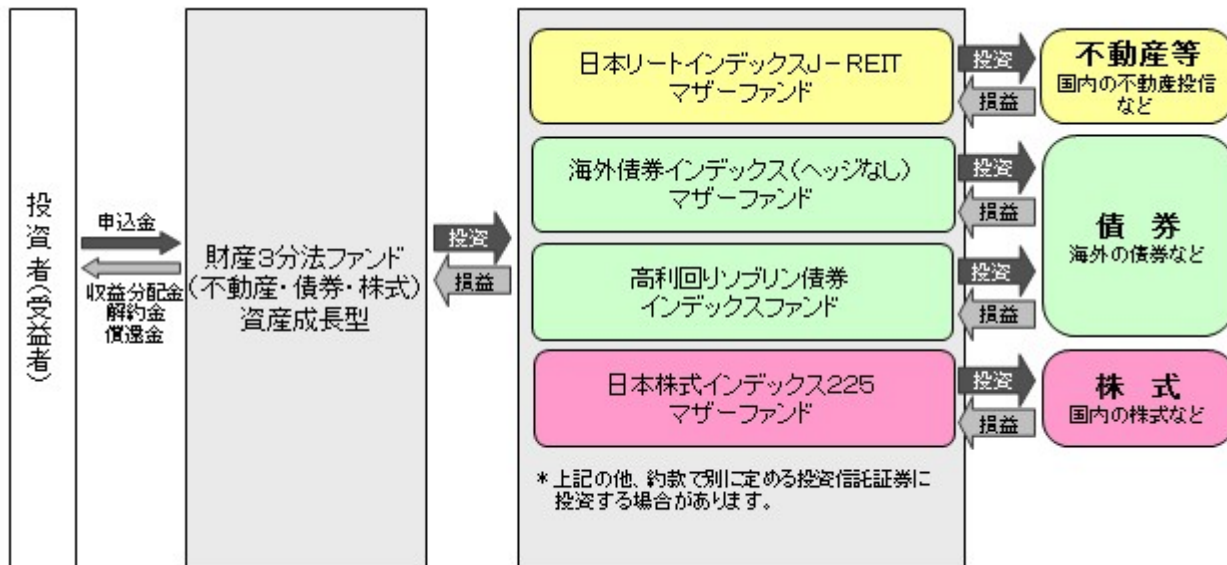 投資者(受益者)
申込金
収益分配金
解約金
償還金
財産3分法ファンド
(不動産・債券・株式)
資産成長型
投資
損益
日本リートインデックスJ-REIT
マザーファンド
投資
損益
不動産等
国内の不動産投信
など
海外債券インデックス(ヘッジなし)
マザーファンド
投資
損益
高利回りソブリン債券
インデックスファンド
投資
損益
債 券
海外の債券など
日本株式インデックス225
マザーファンド
投資
損益
株 式
国内の株式など
*上記の他、約款で別に定める投資信託証券に
投資する場合があります。